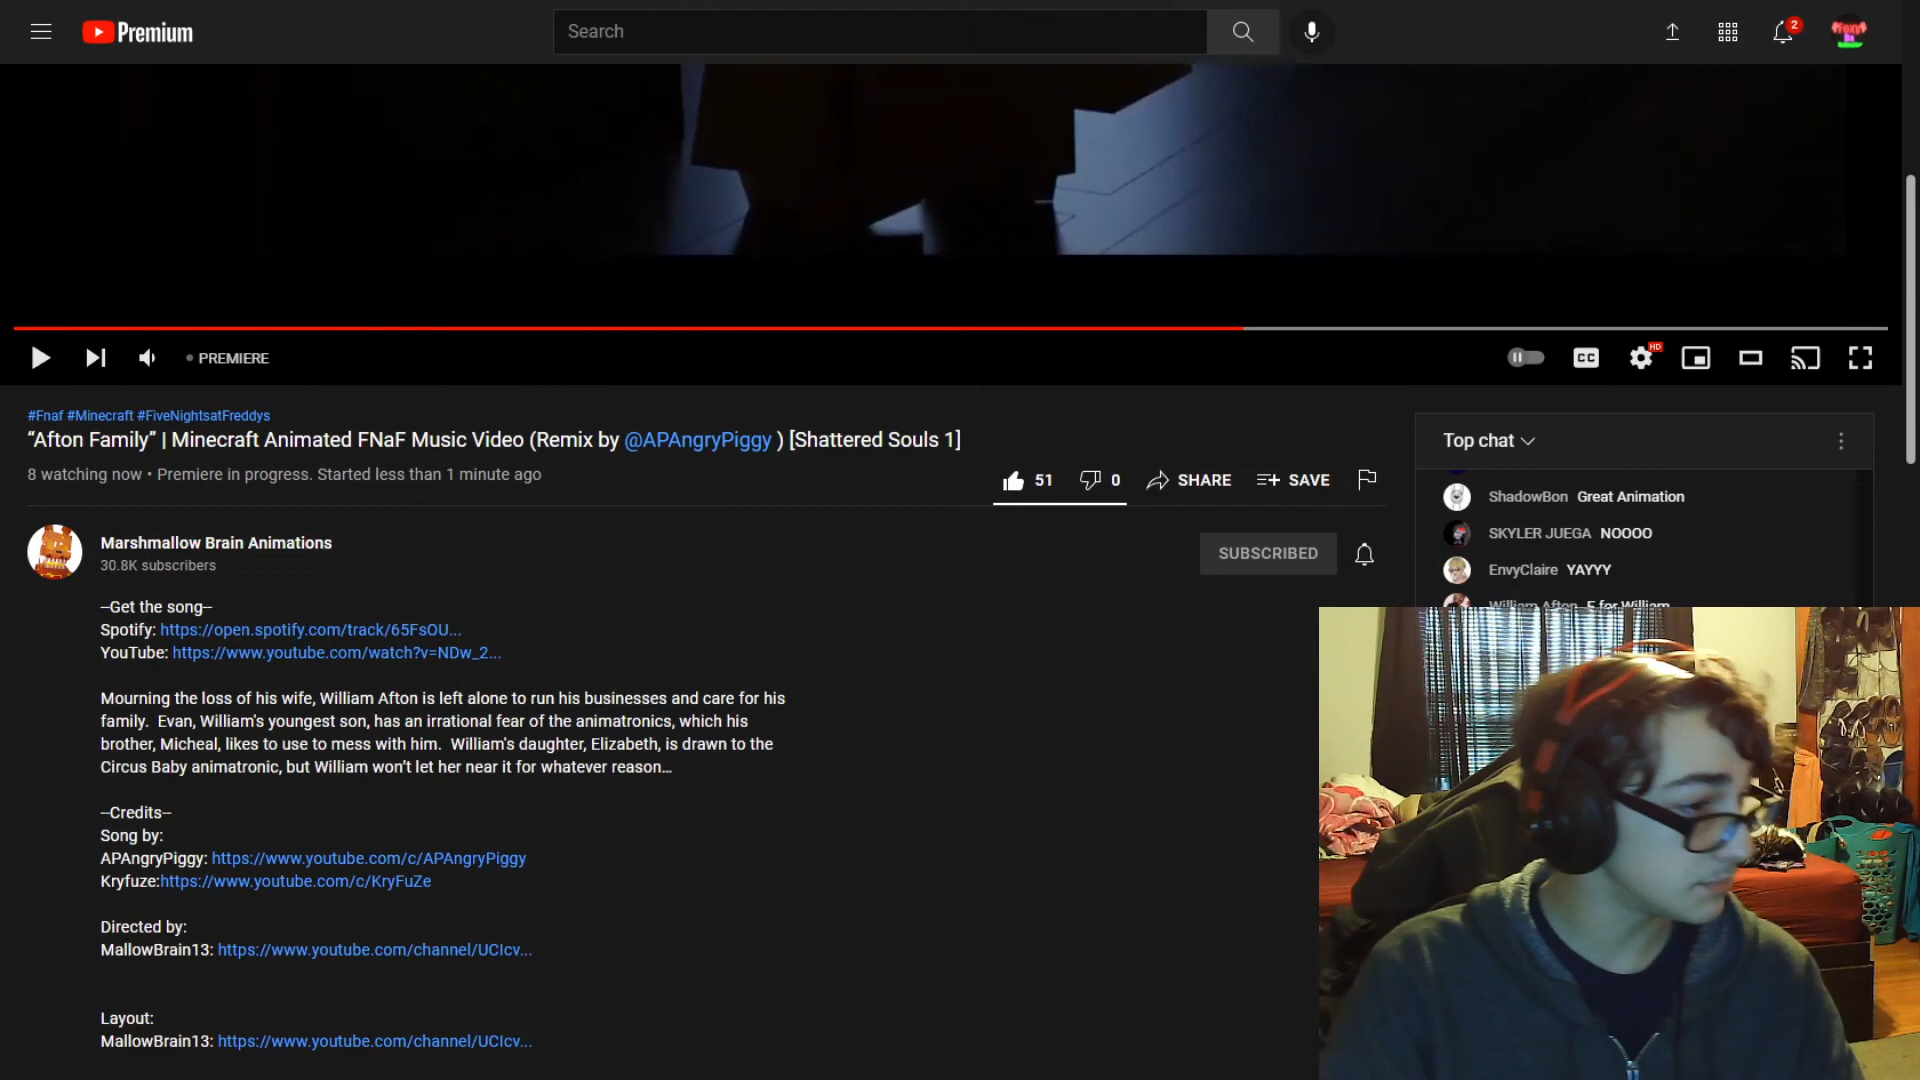 Premium
Search
2
PREMIERE
CC
HD
#Fnaf #Minecraft #FiveNightsatFreddys
“Afton Family” | Minecraft Animated FNaF Music Video (Remix by @APAngryPiggy ) [Shattered Souls 1]
8 watching now • Premiere in progress. Started less than 1 minute ago
51
0
SHARE
SAVE
Top chat
ShadowBon Great Animation
SKYLER JUEGA NOOOO
EnvyClaire YAYYY
William Afton F for William
Marshmallow Brain Animations
30.8K subscribers
SUBSCRIBED
--Get the song--
Spotify: https://open.spotify.com/track/65FsOU...
YouTube: https://www.youtube.com/watch?v=NDw_2...
Mourning the loss of his wife, William Afton is left alone to run his businesses and care for his
family. Evan, William's youngest son, has an irrational fear of the animatronics, which his
brother, Micheal, likes to use to mess with him. William's daughter, Elizabeth, is drawn to the
Circus Baby animatronic, but William won’t let her near it for whatever reason…
--Credits--
Song by:
APAngryPiggy: https://www.youtube.com/c/APAngryPiggy
Kryfuze:https://www.youtube.com/c/KryFuZe
Directed by:
MallowBrain13: https://www.youtube.com/channel/UCIcv...
Layout:
MallowBrain13: https://www.youtube.com/channel/UCIcv...